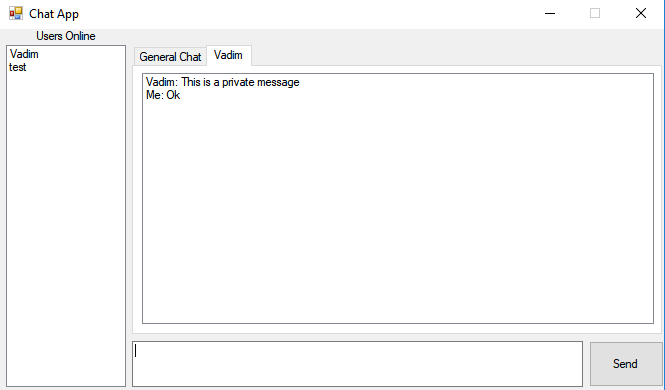 Chat App
Users Online
Vadim
test
General Chat
Vadim
Vadim: This is a private message
Me: Ok
Send